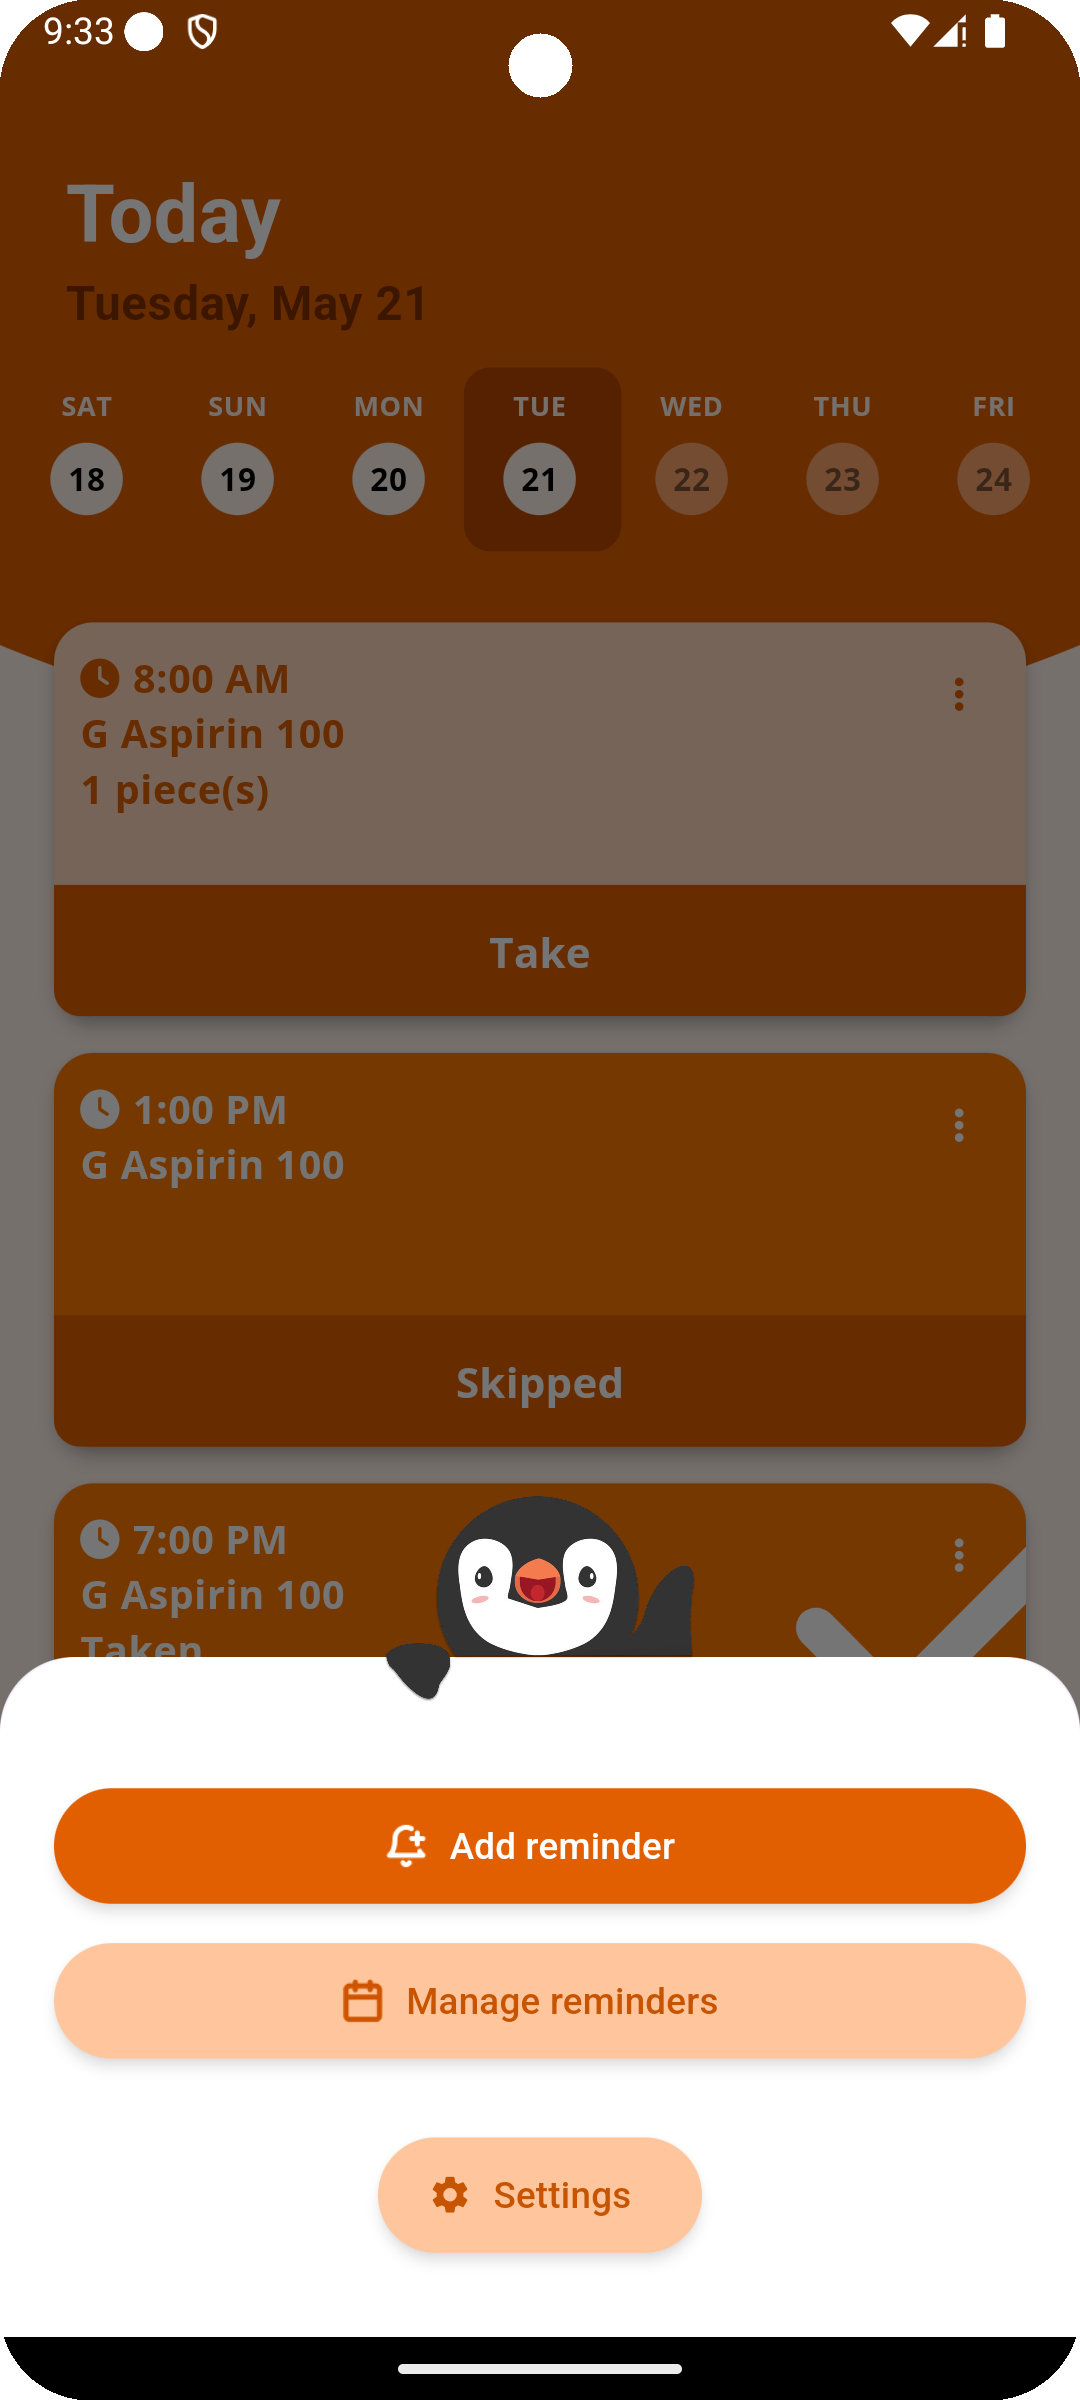 9:33
Today
Tuesday, May 21
SAT SUN MON TUE WED THU FRI
18 19 20 21 22 23 24
8:00 AM
G Aspirin 100
1 piece(s)
Take
1:00 PM
G Aspirin 100
Skipped
7:00 PM
G Aspirin 100
Taken
Add reminder
Manage reminders
Settings